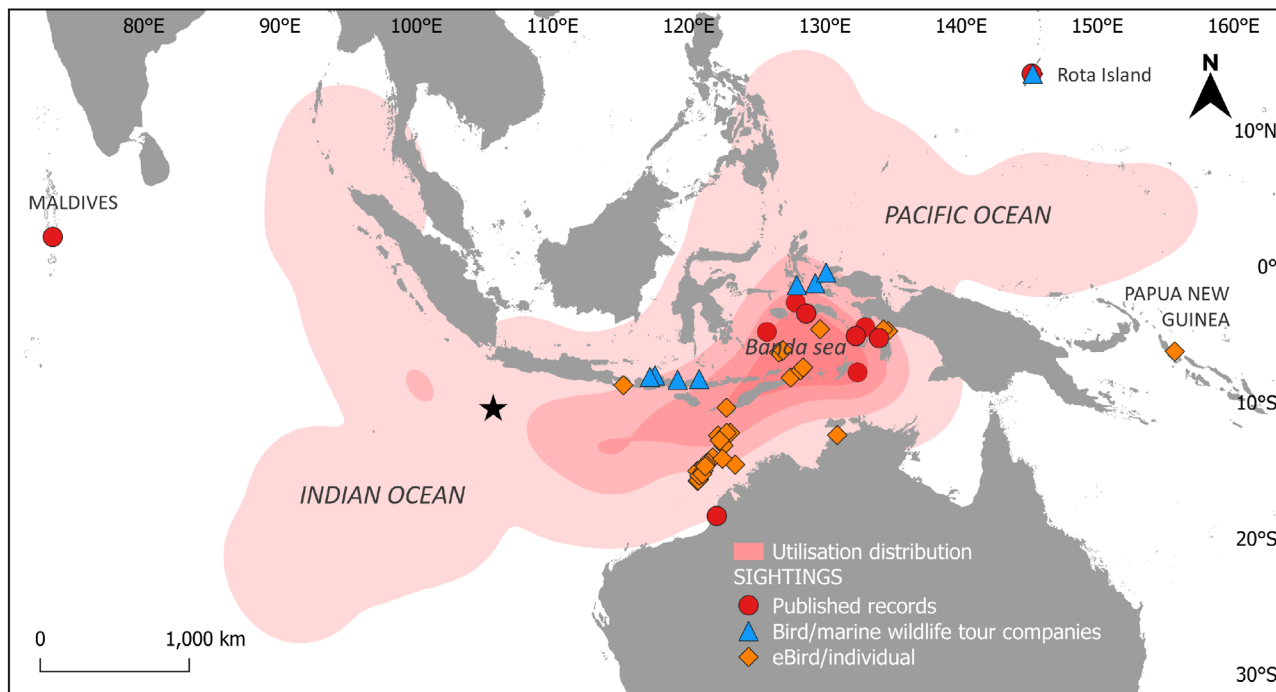 80°E 90°E 100°E 110°E 120°E 130°E 140°E 150°E 160°E
N
Rota Island
10°N
MALDIVES
PACIFIC OCEAN
0°
PAPUA NEW
GUINEA
Banda sea
10°S
INDIAN OCEAN
20°S
Utilisation distribution
SIGHTINGS
Published records
0 1,000 km
Bird/marine wildlife tour companies
eBird/individual
30°S